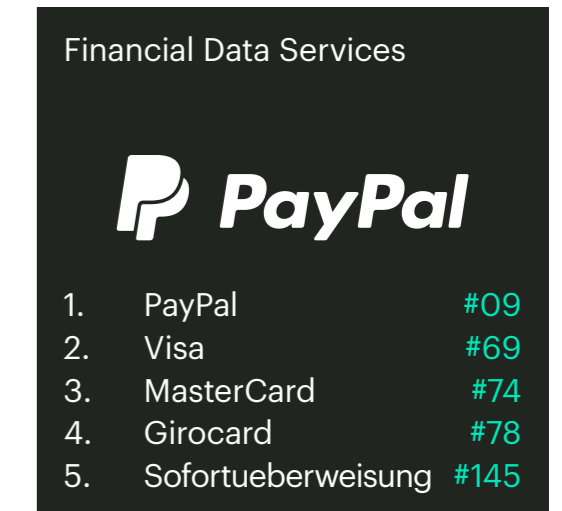 Financial Data Services
PayPal
1. PayPal #09
2. Visa #69
3. MasterCard #74
4. Girocard #78
5. Sofortueberweisung #145